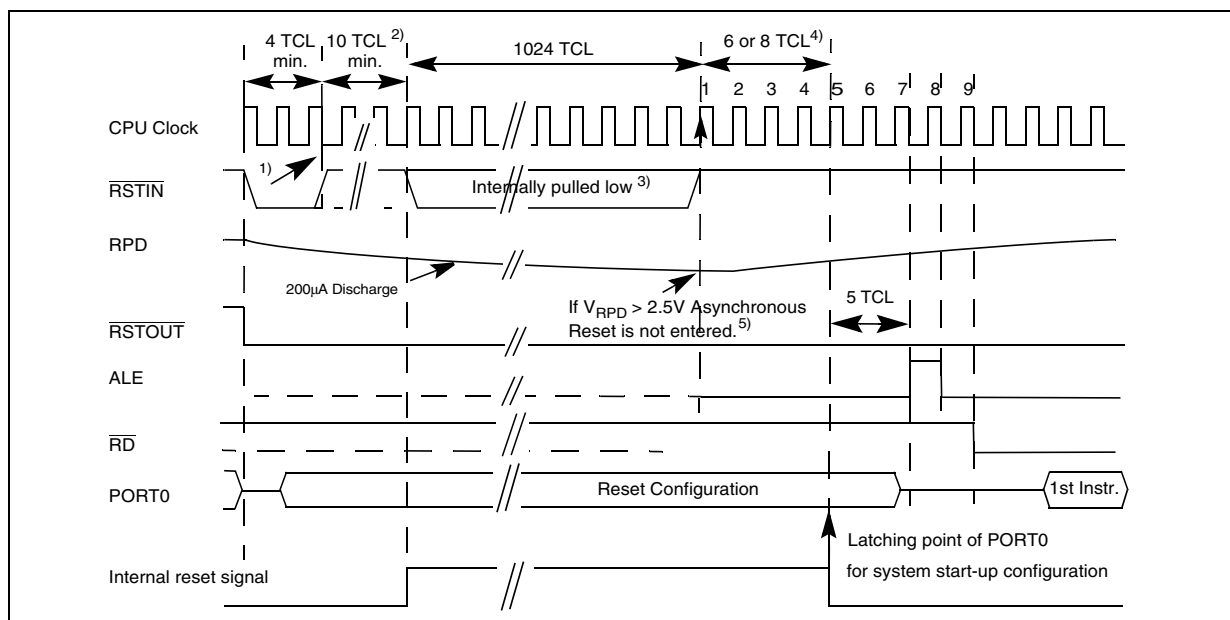 4 TCL min.
10 TCL 2) min.
1024 TCL
6 or 8 TCL4)
1 2 3 4 5 6 7 8 9
CPU Clock
1)
RSTIN
Internally pulled low 3)
RPD
200µA Discharge
If VRPD > 2.5V Asynchronous
Reset is not entered.5)
5 TCL
RSTOUT
ALE
RD
PORT0
Reset Configuration
1st Instr.
Latching point of PORT0
for system start-up configuration
Internal reset signal